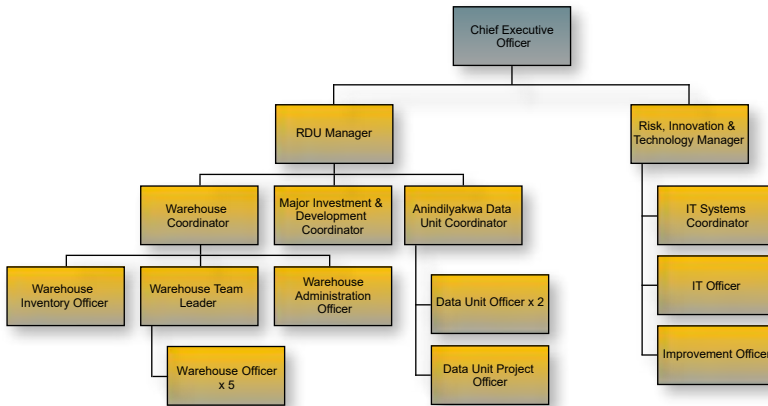 Chief Executive
Officer
RDU Manager
Risk, Innovation &
Technology Manager
Warehouse
Coordinator
Major Investment &
Development
Coordinator
Anindilyakwa Data
Unit Coordinator
IT Systems
Coordinator
Warehouse
Inventory Officer
Warehouse Team
Leader
Warehouse
Administration
Officer
Data Unit Officer x 2
IT Officer
Warehouse Officer
x 5
Data Unit Project
Officer
Improvement Officer